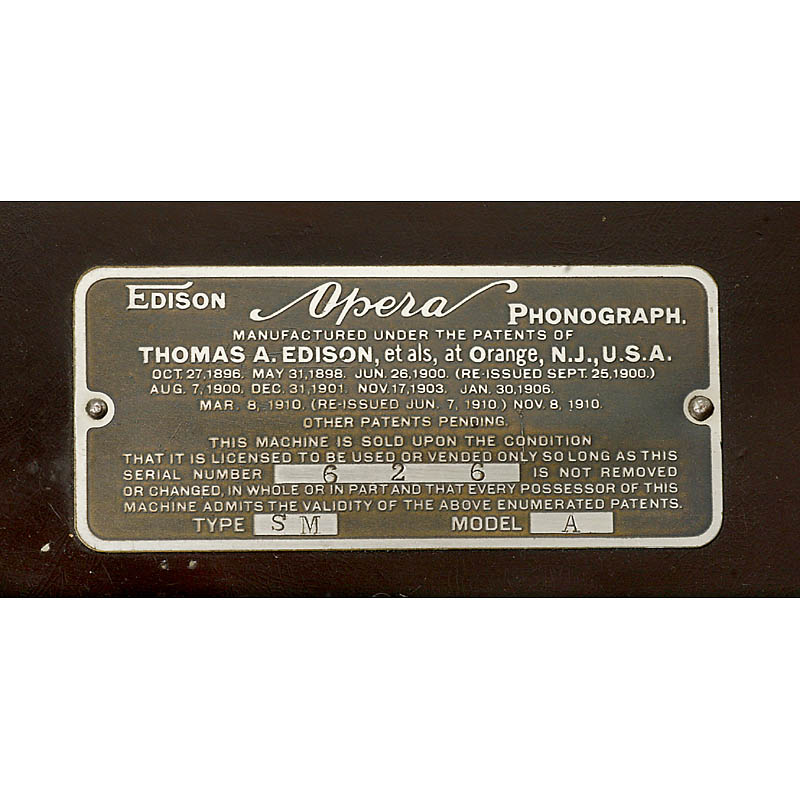 EDISON Opera PHONOGRAPH.
MANUFACTURED UNDER THE PATENTS OF
THOMAS A. EDISON, et als, at Orange, N.J., U.S.A.
OCT. 27, 1896. MAY 31, 1898. JUN. 26, 1900. (RE-ISSUED SEPT. 25, 1900.)
AUG. 7, 1900. DEC. 31, 1901. NOV. 17, 1903. JAN. 30, 1906.
MAR. 8, 1910. (RE-ISSUED JUN. 7, 1910.) NOV. 8, 1910.
OTHER PATENTS PENDING.
THIS MACHINE IS SOLD UPON THE CONDITION
THAT IT IS LICENSED TO BE USED OR VENDED ONLY SO LONG AS THIS
SERIAL NUMBER 626 IS NOT REMOVED
OR CHANGED, IN WHOLE OR IN PART AND THAT EVERY POSSESSOR OF THIS
MACHINE ADMITS THE VALIDITY OF THE ABOVE ENUMERATED PATENTS.
TYPE SM MODEL A